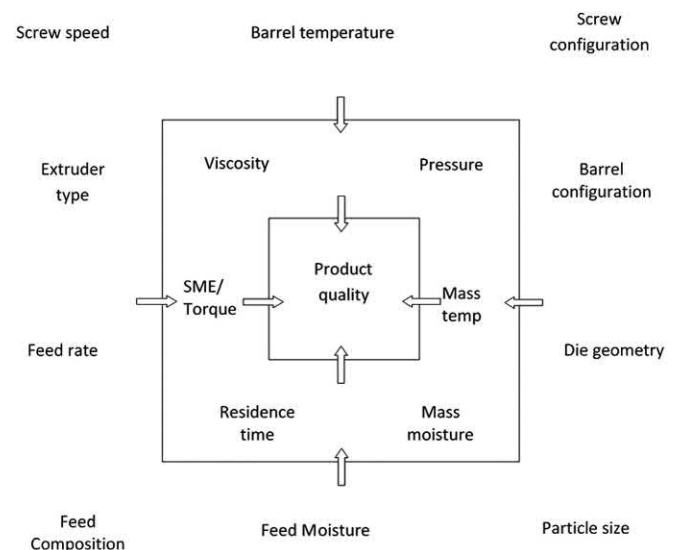 Screw speed
Barrel temperature
Screw
configuration
Extruder
type
Viscosity
Pressure
Barrel
configuration
Product
quality
SME/
Torque
Mass
temp
Feed rate
Die geometry
Residence
time
Mass
moisture
Feed
Composition
Feed Moisture
Particle size